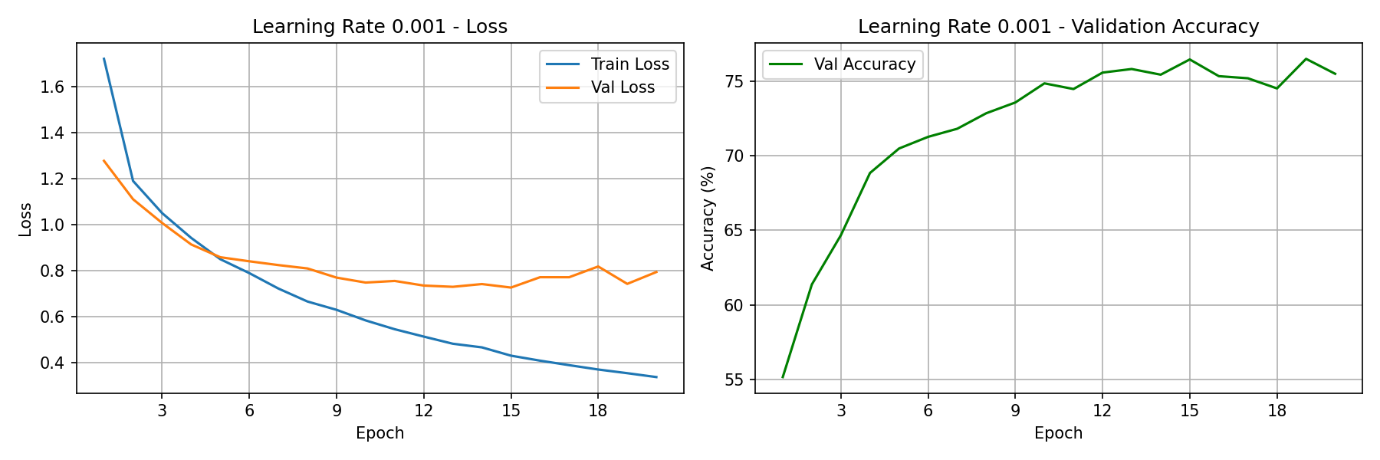 Learning Rate 0.001 - Loss
Train Loss
Val Loss
1.6
1.4
1.2
1.0
0.8
0.6
0.4
Loss
3 6 9 12 15 18
Epoch
Learning Rate 0.001 - Validation Accuracy
Val Accuracy
75
70
65
60
55
Accuracy (%)
3 6 9 12 15 18
Epoch